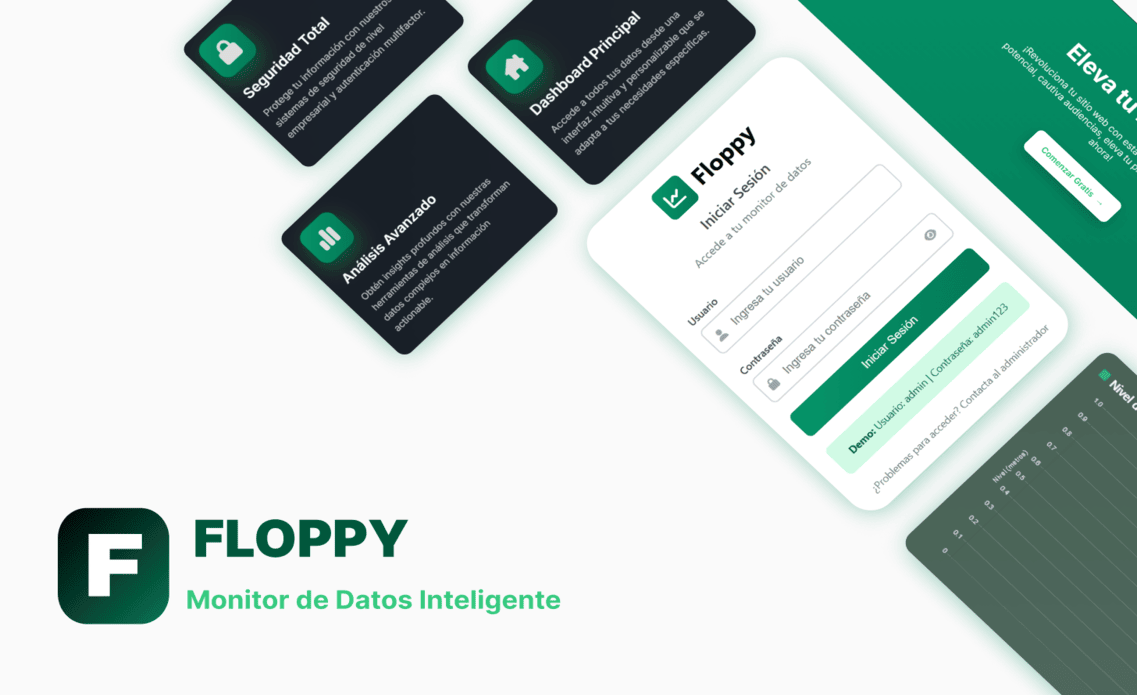 Seguridad Total
Protege tu información con nuestros
sistemas de seguridad de nivel
empresarial y autenticación multifactor.
Dashboard Principal
Accede a todos tus datos desde una
interfaz intuitiva y personalizable que se
adapta a tus necesidades específicas.
Análisis Avanzado
Obtén insights profundos con nuestras
herramientas de análisis que transforman
datos complejos en información
actionable.
Floppy
Iniciar Sesión
Accede a tu monitor de datos
Usuario
Ingresa tu usuario
Contraseña
Ingresa tu contraseña
Iniciar Sesión
Demo: Usuario: admin | Contraseña: admin123
¿Problemas para acceder? Contacta al administrador
Eleva tu
¡Revoluciona tu sitio web con
potencial, cautiva audiencias, eleva tu
ahora!
Comenzar Gratis →
Nivel
1.0
0.9
0.8
0.7
0.6
0.5
0.4
0.3
0.2
0.1
0
Nivel (metros)
F
FLOPPY
Monitor de Datos Inteligente